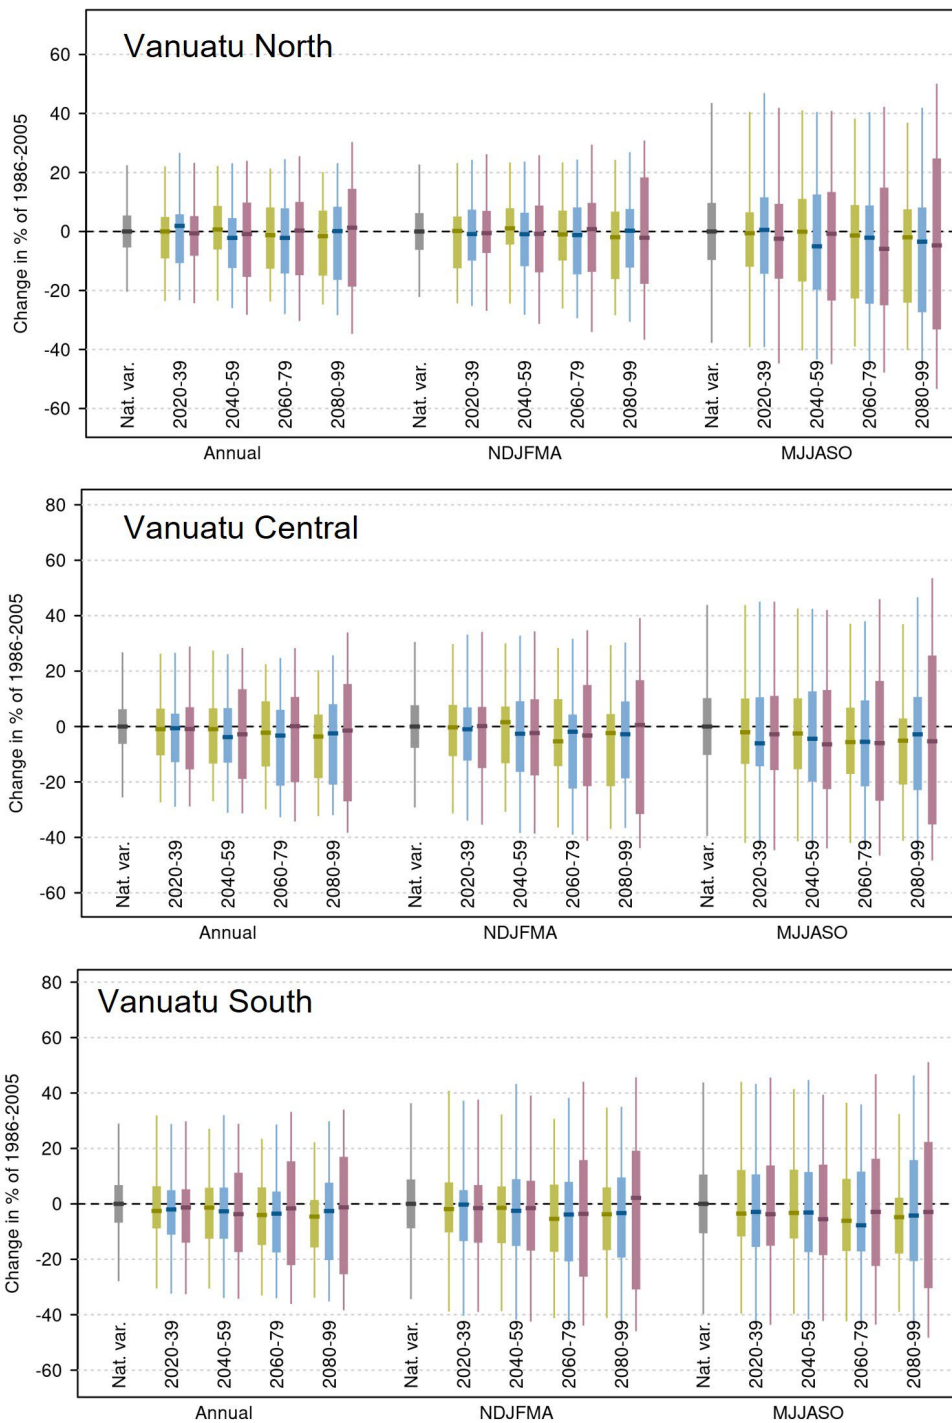 Vanuatu North
Change in % of 1986-2005
60
40
20
0
-20
-40
-60
Nat. var.
2020-39
2040-59
2060-79
2080-99
Nat. var.
2020-39
2040-59
2060-79
2080-99
Nat. var.
2020-39
2040-59
2060-79
2080-99
Annual
NDJFMA
MJJASO
Vanuatu Central
Change in % of 1986-2005
80
60
40
20
0
-20
-40
-60
Nat. var.
2020-39
2040-59
2060-79
2080-99
Nat. var.
2020-39
2040-59
2060-79
2080-99
Nat. var.
2020-39
2040-59
2060-79
2080-99
Annual
NDJFMA
MJJASO
Vanuatu South
Change in % of 1986-2005
80
60
40
20
0
-20
-40
-60
Nat. var.
2020-39
2040-59
2060-79
2080-99
Nat. var.
2020-39
2040-59
2060-79
2080-99
Nat. var.
2020-39
2040-59
2060-79
2080-99
Annual
NDJFMA
MJJASO